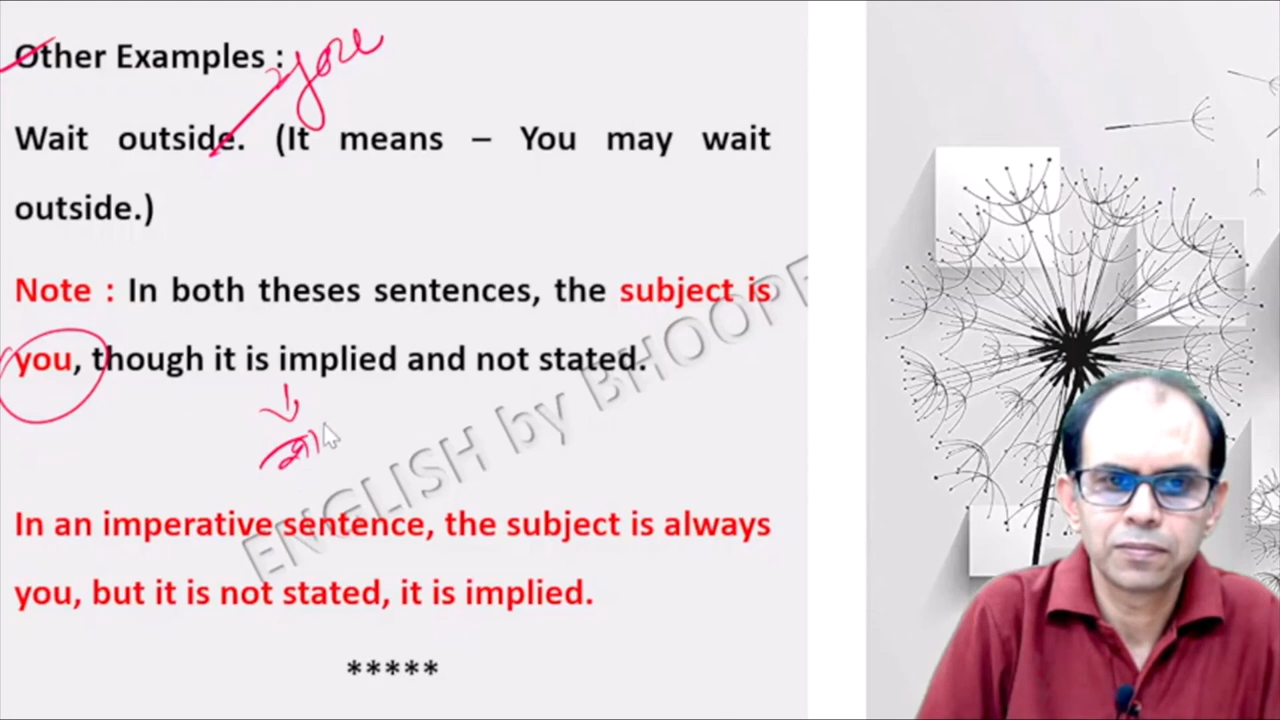 Other Examples :
you
Wait outside. (It means – You may wait
outside.)
Note : In both theses sentences, the subject is
you, though it is implied and not stated.
ENGLISH by BHOOPE
In an imperative sentence, the subject is always
you, but it is not stated, it is implied.
*****